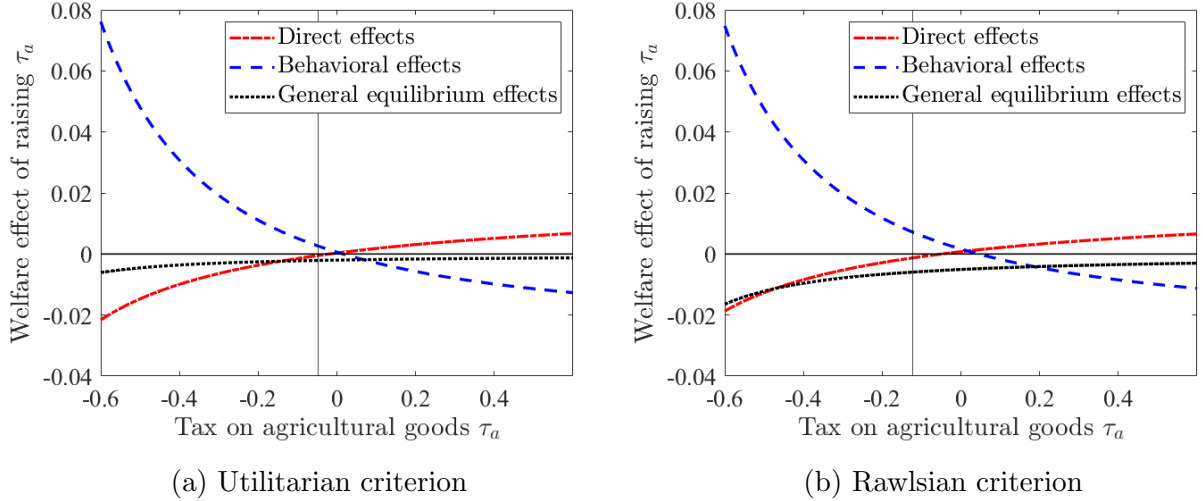 Welfare effect of raising τₐ
0.08
0.06
0.04
0.02
0
-0.02
-0.04
Direct effects
Behavioral effects
General equilibrium effects
-0.6
-0.4
-0.2
0
0.2
0.4
Tax on agricultural goods τₐ
(a) Utilitarian criterion
Welfare effect of raising τₐ
0.08
0.06
0.04
0.02
0
-0.02
-0.04
Direct effects
Behavioral effects
General equilibrium effects
-0.6
-0.4
-0.2
0
0.2
0.4
Tax on agricultural goods τₐ
(b) Rawlsian criterion